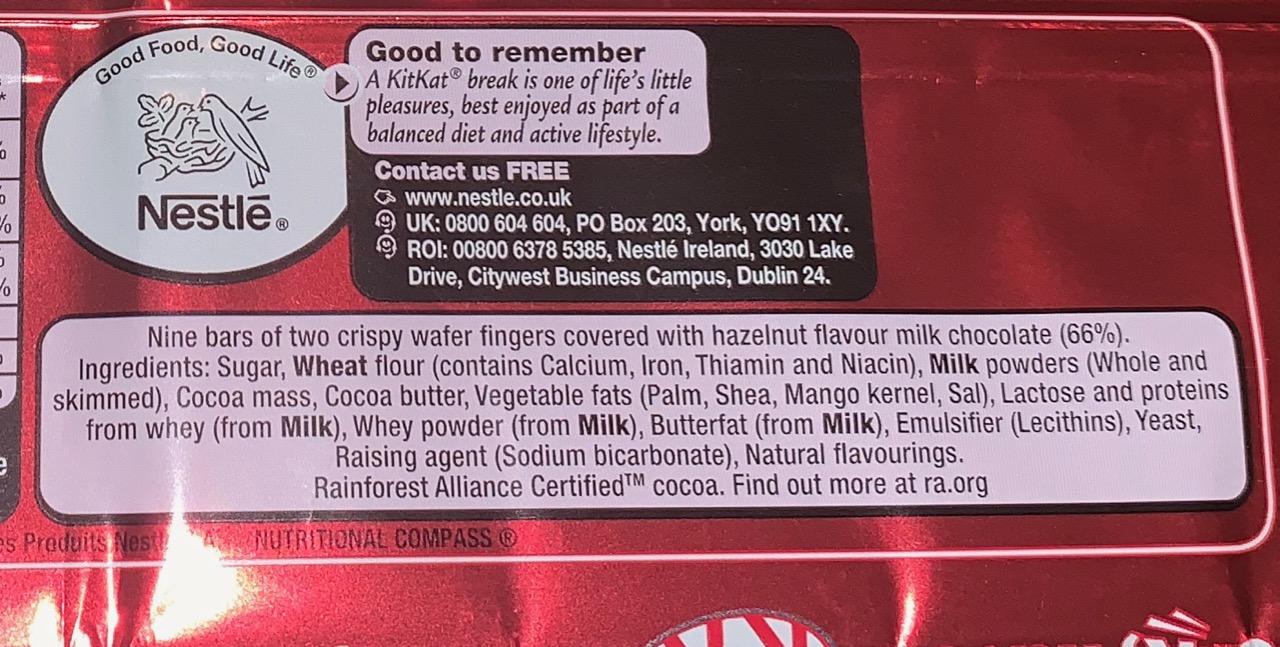 Good Food, Good Life®
Nestlé®
Good to remember
A KitKat® break is one of life's little
pleasures, best enjoyed as part of a
balanced diet and active lifestyle.
Contact us FREE
www.nestle.co.uk
UK: 0800 604 604, PO Box 203, York, YO91 1XY.
ROI: 00800 6378 5385, Nestlé Ireland, 3030 Lake
Drive, Citywest Business Campus, Dublin 24.
Nine bars of two crispy wafer fingers covered with hazelnut flavour milk chocolate (66%).
Ingredients: Sugar, Wheat flour (contains Calcium, Iron, Thiamin and Niacin), Milk powders (Whole and
skimmed), Cocoa mass, Cocoa butter, Vegetable fats (Palm, Shea, Mango kernel, Sal), Lactose and proteins
from whey (from Milk), Whey powder (from Milk), Butterfat (from Milk), Emulsifier (Lecithins), Yeast,
Raising agent (Sodium bicarbonate), Natural flavourings.
Rainforest Alliance Certified™ cocoa. Find out more at ra.org
Produits NUTRITIONAL COMPASS ®